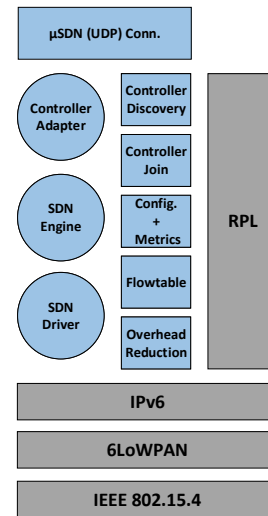 µSDN (UDP) Conn.
Controller
Adapter
Controller
Discovery
Controller
Join
SDN
Engine
Config.
+
Metrics
RPL
Flowtable
SDN
Driver
Overhead
Reduction
IPv6
6LoWPAN
IEEE 802.15.4